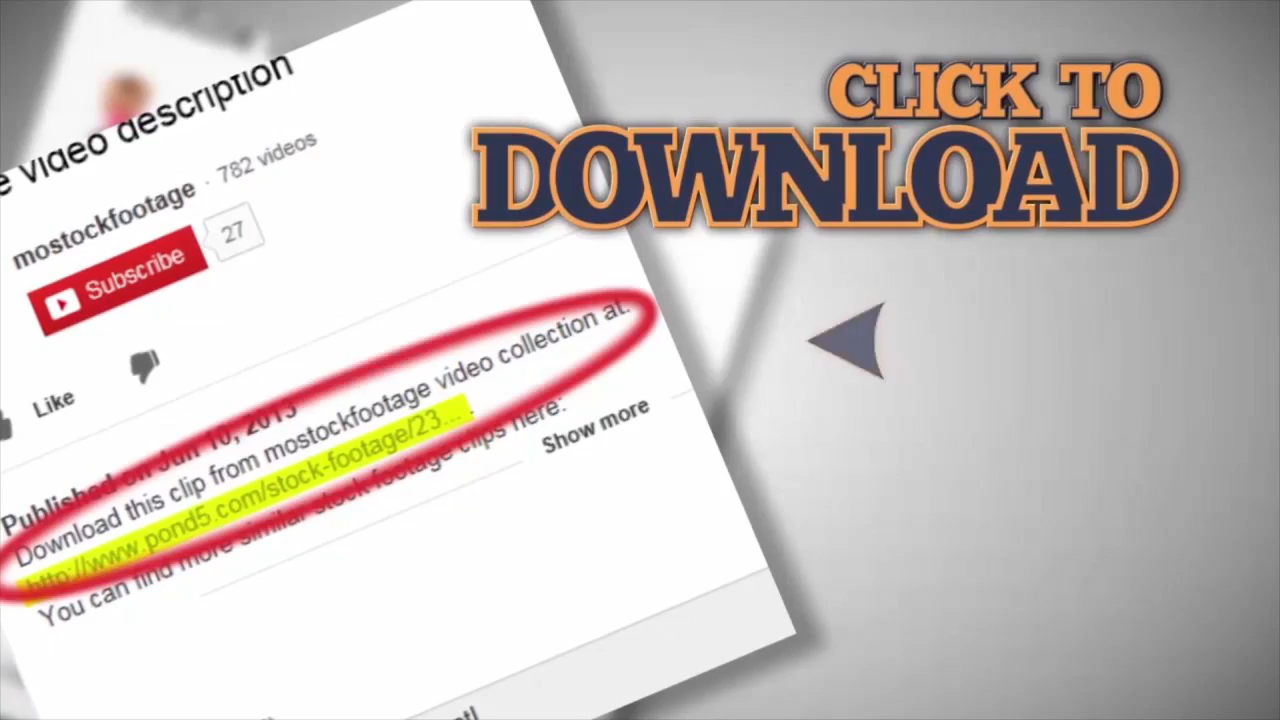 CLICK TO
DOWNLOAD
video description
mostockfootage · 782 videos
Subscribe 27
Like
Published on Jun 10, 2013
Download this clip from mostockfootage video collection at:
http://www.pond5.com/stock-footage/23... .
You can find more similar stock footage clips here:
Show more